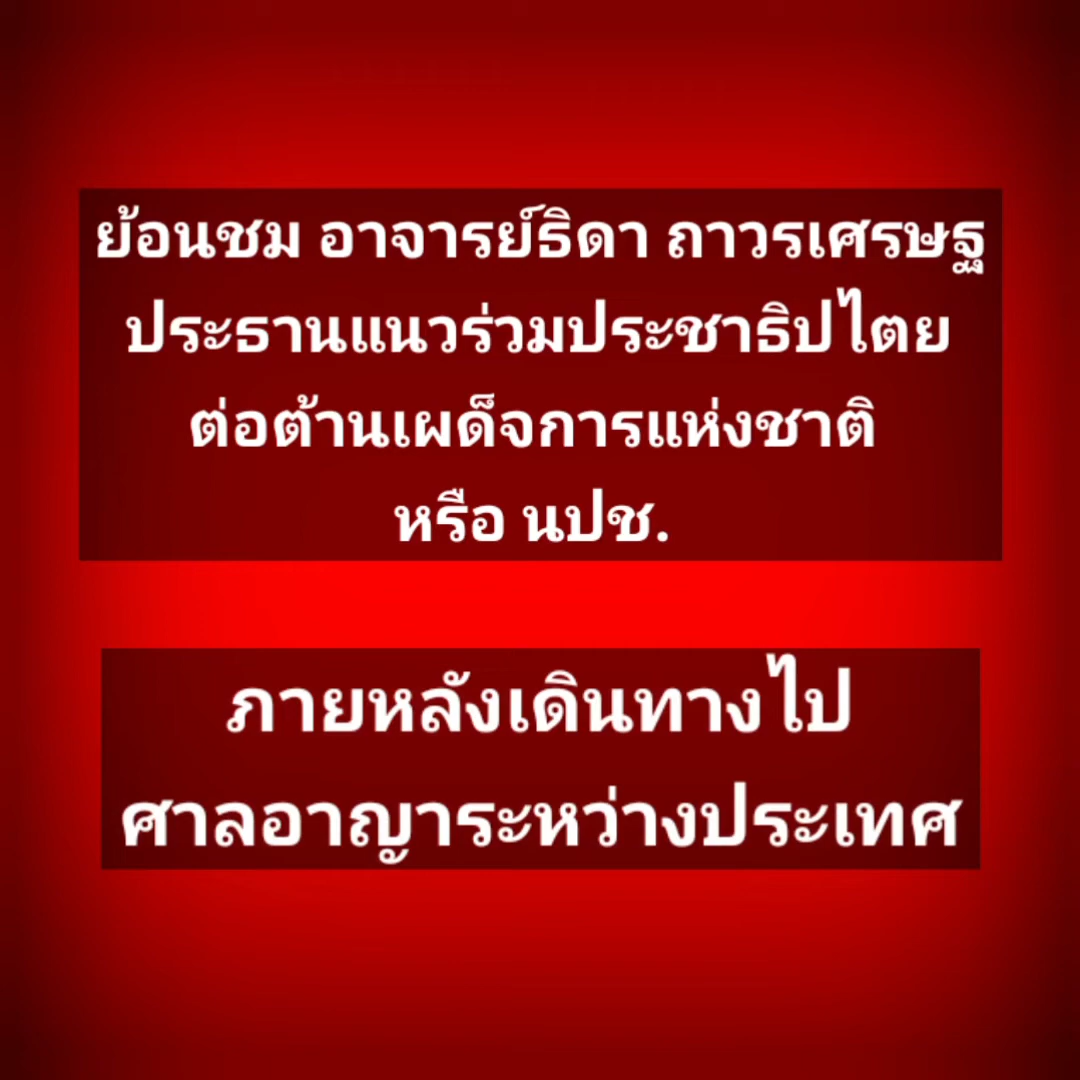 ย้อนชม อาจารย์ธิดา ถาวรเศรษฐ
ประธานแนวร่วมประชาธิปไตย
ต่อต้านเผด็จการแห่งชาติ
หรือ นปช.
ภายหลังเดินทางไป
ศาลอาญาระหว่างประเทศ